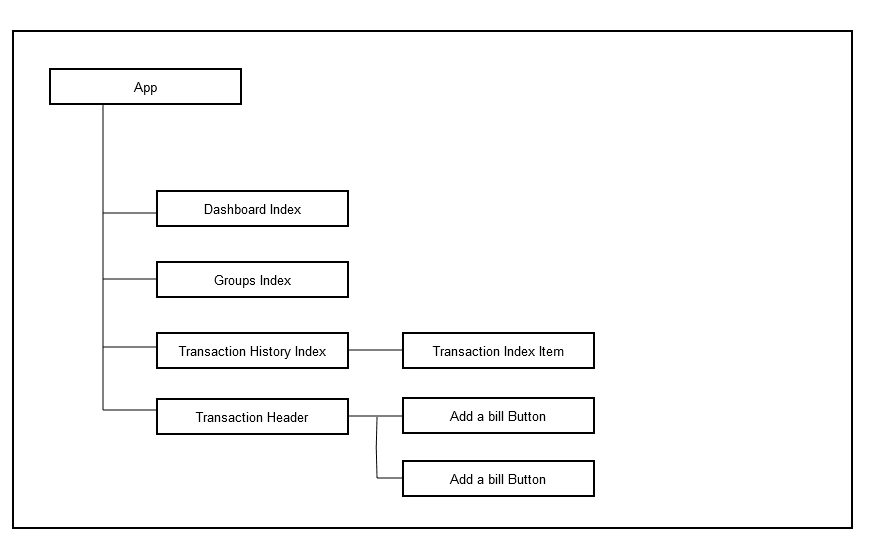 App
Dashboard Index
Groups Index
Transaction History Index
Transaction Index Item
Transaction Header
Add a bill Button
Add a bill Button